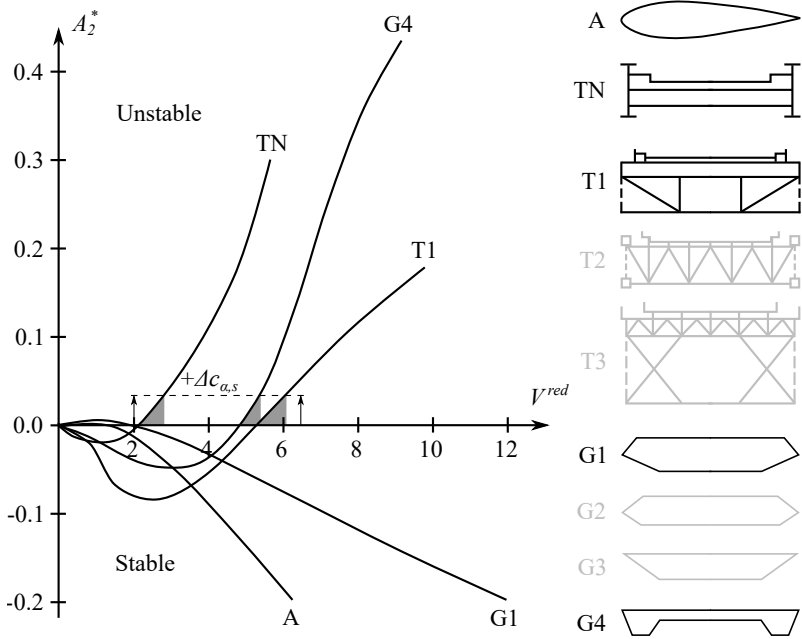 A₂*
G4
0.4
Unstable
TN
0.3
T1
0.2
0.1
+Δc_{α,s}
V^{red}
0.0
2 4 6 8 10 12
-0.1
Stable
-0.2
A
G1
A
TN
T1
T2
T3
G1
G2
G3
G4